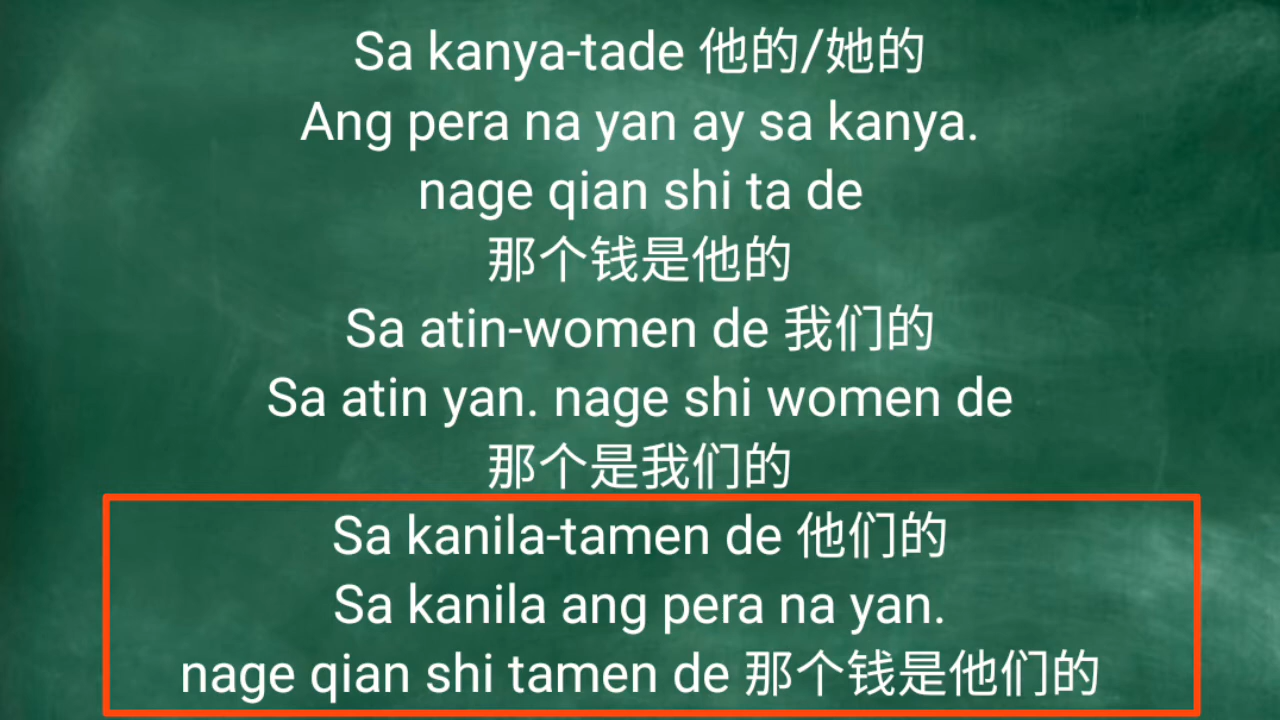 Sa kanya-tade 他的/她的
Ang pera na yan ay sa kanya.
nage qian shi ta de
那个钱是他的
Sa atin-women de 我们的
Sa atin yan. nage shi women de
那个是我们的
Sa kanila-tamen de 他们的
Sa kanila ang pera na yan.
nage qian shi tamen de 那个钱是他们的